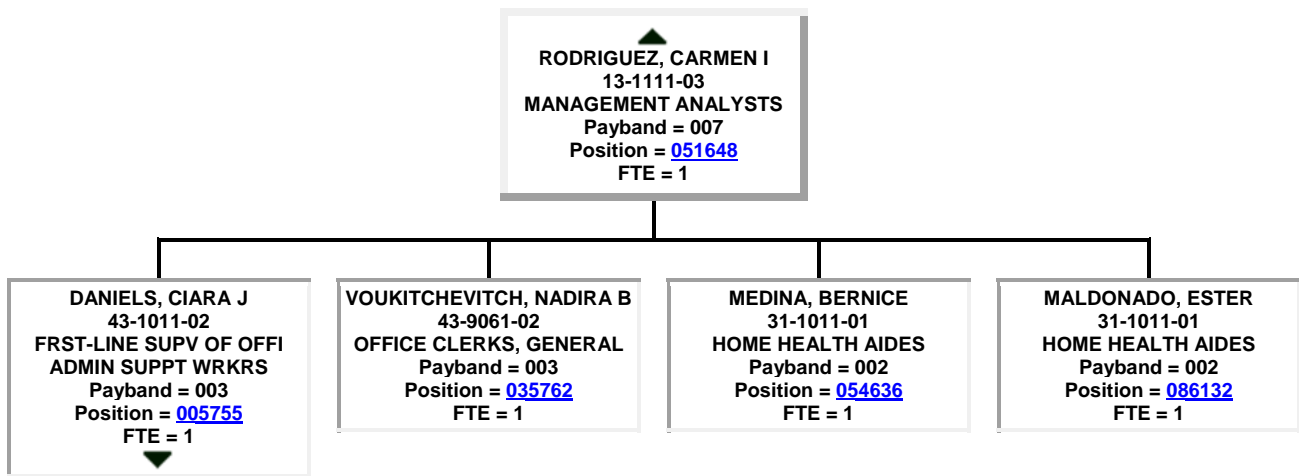 RODRIGUEZ, CARMEN I
13-1111-03
MANAGEMENT ANALYSTS
Payband = 007
Position = 051648
FTE = 1
DANIELS, CIARA J
43-1011-02
FRST-LINE SUPV OF OFFI
ADMIN SUPPT WRKRS
Payband = 003
Position = 005755
FTE = 1
VOUKITCHEVITCH, NADIRA B
43-9061-02
OFFICE CLERKS, GENERAL
Payband = 003
Position = 035762
FTE = 1
MEDINA, BERNICE
31-1011-01
HOME HEALTH AIDES
Payband = 002
Position = 054636
FTE = 1
MALDONADO, ESTER
31-1011-01
HOME HEALTH AIDES
Payband = 002
Position = 086132
FTE = 1